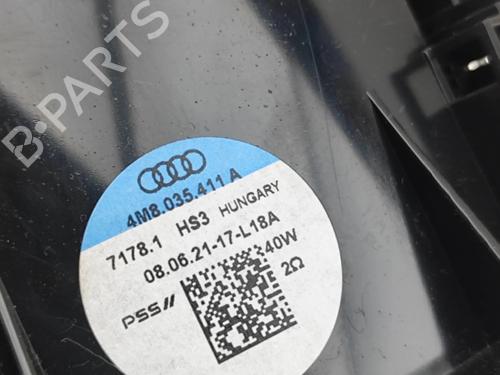 B-PARTS
4M8.035.411 A
7178.1 HS3 HUNGARY
08.06.21-17-L18A
40W
2Ω
PSS//